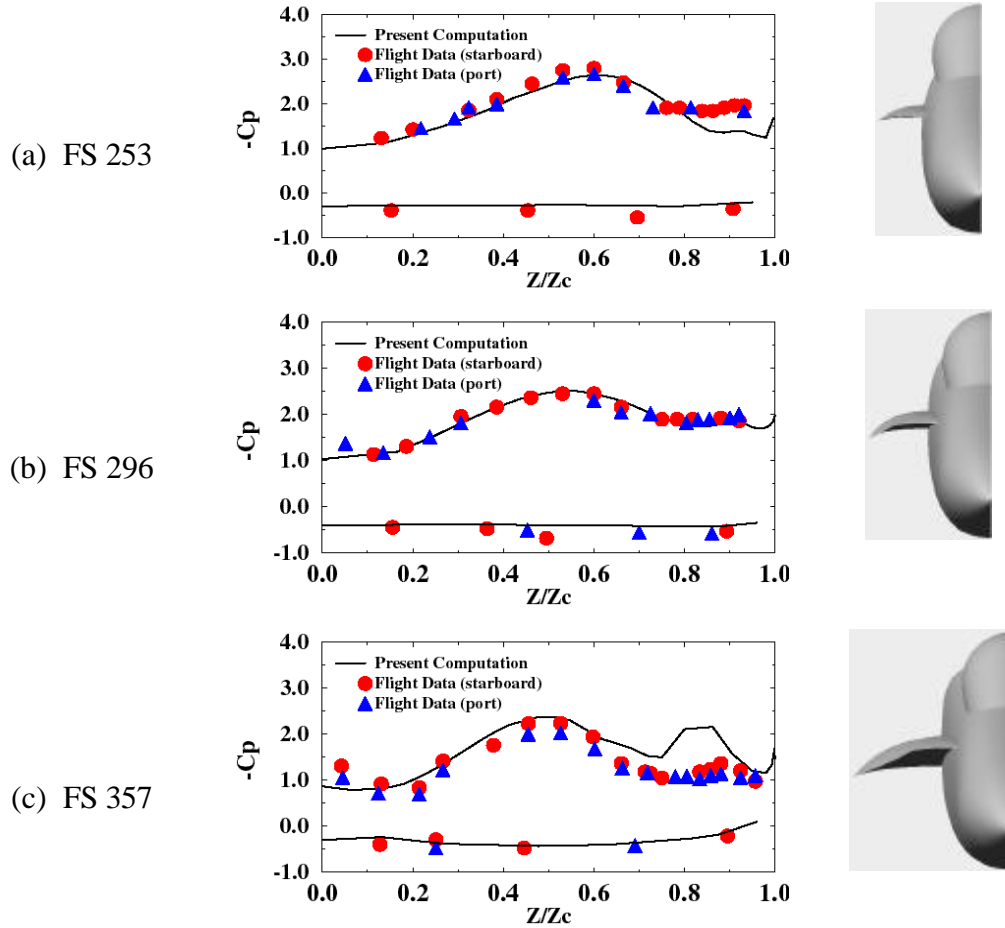 4.0
Present Computation
Flight Data (starboard)
Flight Data (port)
3.0
2.0
-Cp
1.0
(a) FS 253
0.0
-1.0
0.0 0.2 0.4 0.6 0.8 1.0
Z/Zc
4.0
Present Computation
Flight Data (starboard)
Flight Data (port)
3.0
2.0
-Cp
1.0
(b) FS 296
0.0
-1.0
0.0 0.2 0.4 0.6 0.8 1.0
Z/Zc
4.0
Present Computation
Flight Data (starboard)
Flight Data (port)
3.0
2.0
-Cp
1.0
(c) FS 357
0.0
-1.0
0.0 0.2 0.4 0.6 0.8 1.0
Z/Zc